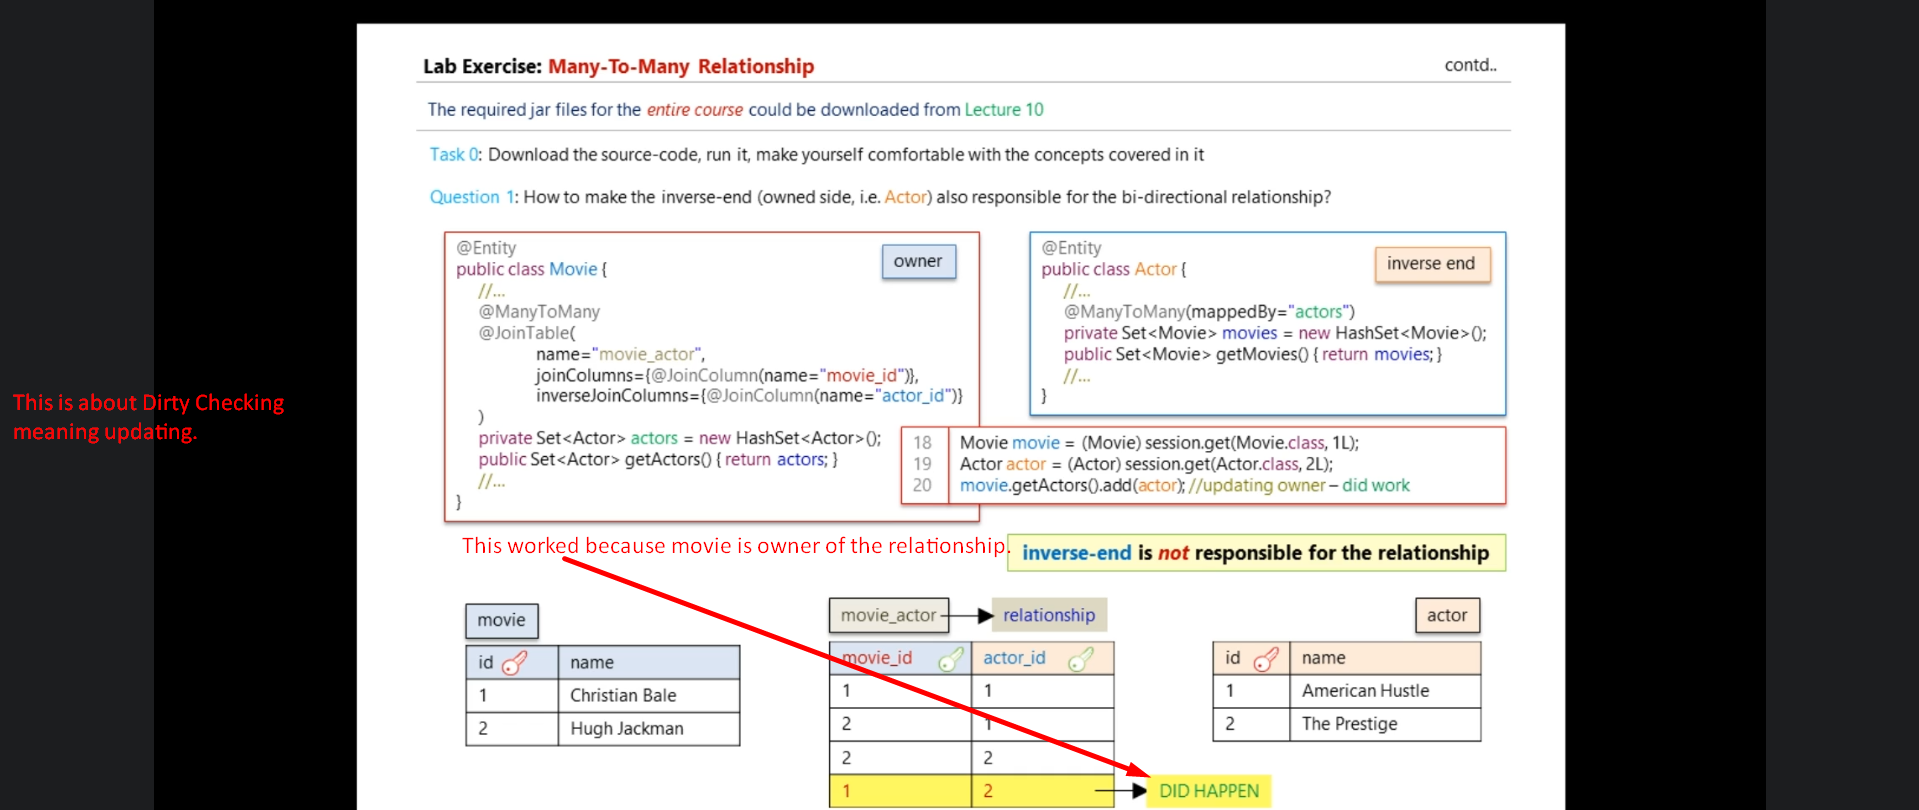 Lab Exercise: Many-To-Many Relationship contd..
The required jar files for the entire course could be downloaded from Lecture 10
Task 0: Download the source-code, run it, make yourself comfortable with the concepts covered in it
Question 1: How to make the inverse-end (owned side, i.e. Actor) also responsible for the bi-directional relationship?
@Entity
public class Movie {
//...
@ManyToMany
@JoinTable(
name="movie_actor",
joinColumns={@JoinColumn(name="movie_id")},
inverseJoinColumns={@JoinColumn(name="actor_id")}
)
private Set<Actor> actors = new HashSet<Actor>();
public Set<Actor> getActors() { return actors; }
//...
}
owner
@Entity
public class Actor {
//...
@ManyToMany(mappedBy="actors")
private Set<Movie> movies = new HashSet<Movie>();
public Set<Movie> getMovies() { return movies; }
//...
}
inverse end
This is about Dirty Checking
meaning updating.
18 Movie movie = (Movie) session.get(Movie.class, 1L);
19 Actor actor = (Actor) session.get(Actor.class, 2L);
20 movie.getActors().add(actor); //updating owner – did work
This worked because movie is owner of the relationship.
inverse-end is not responsible for the relationship
movie
id name
1 Christian Bale
2 Hugh Jackman
movie_actor relationship
movie_id actor_id
1 1
2 1
2 2
1 2 DID HAPPEN
actor
id name
1 American Hustle
2 The Prestige